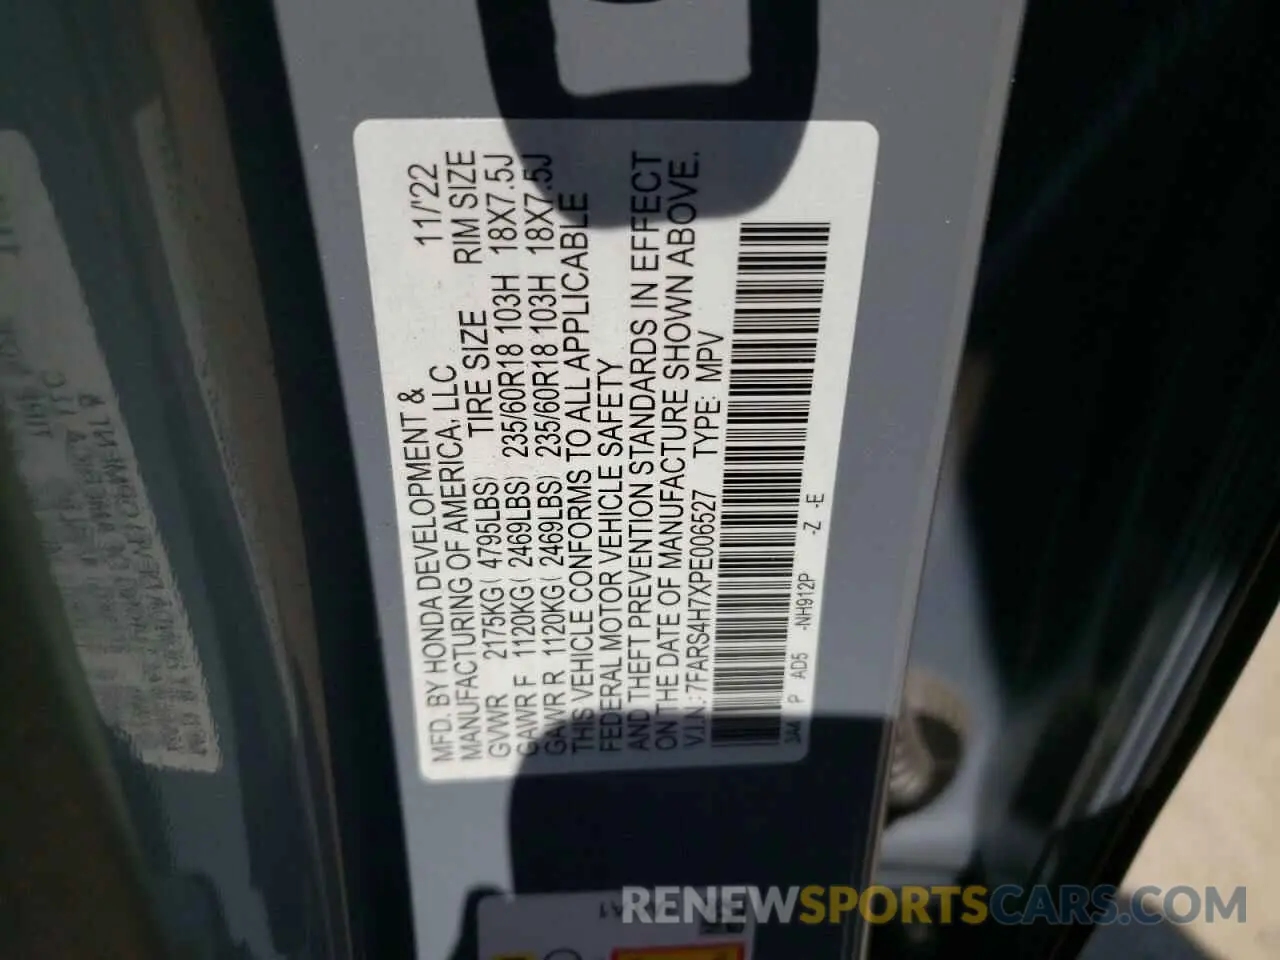 MFD. BY HONDA DEVELOPMENT & 11/'22
MANUFACTURING OF AMERICA, LLC RIM SIZE
TIRE SIZE
GVWR 2175KG( 4795LBS) 235/60R18 103H 18X7.5J
GAWR F 1120KG( 2469LBS) 235/60R18 103H 18X7.5J
GAWR R 1120KG( 2469LBS)
THIS VEHICLE CONFORMS TO ALL APPLICABLE
FEDERAL MOTOR VEHICLE SAFETY
AND THEFT PREVENTION STANDARDS IN EFFECT
ON THE DATE OF MANUFACTURE SHOWN ABOVE.
V.I.N.: 7FARS4H7XPE006527 TYPE: MPV
3AA P AD5 -NH912P -Z -E
A1
RENEWSPORTSCARS.COM